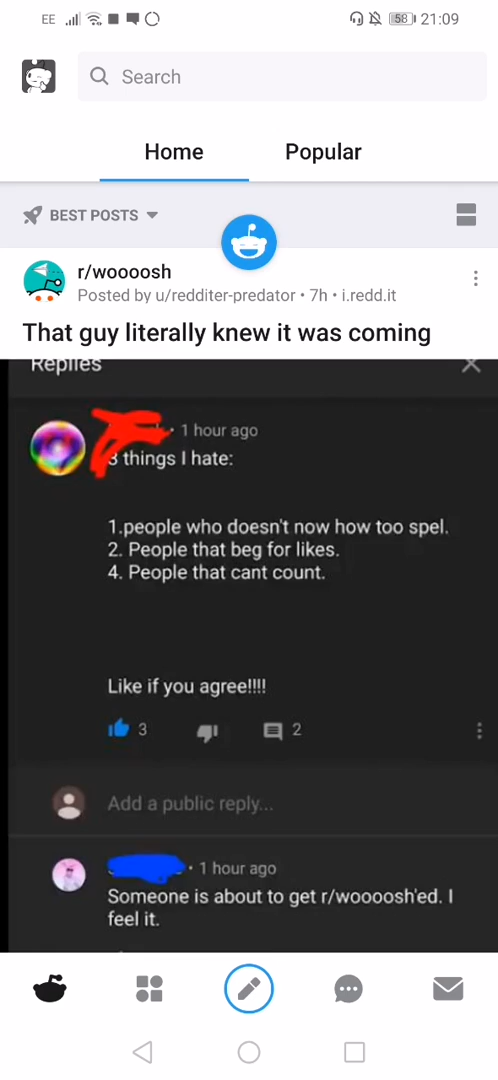 EE 58 21:09
Search
Home Popular
BEST POSTS
r/woooosh
Posted by u/redditer-predator • 7h • i.redd.it
That guy literally knew it was coming
Replies
• 1 hour ago
3 things I hate:
1.people who doesn't now how too spel.
2. People that beg for likes.
4. People that cant count.
Like if you agree!!!!
3 2
Add a public reply...
• 1 hour ago
Someone is about to get r/woooosh'ed. I
feel it.